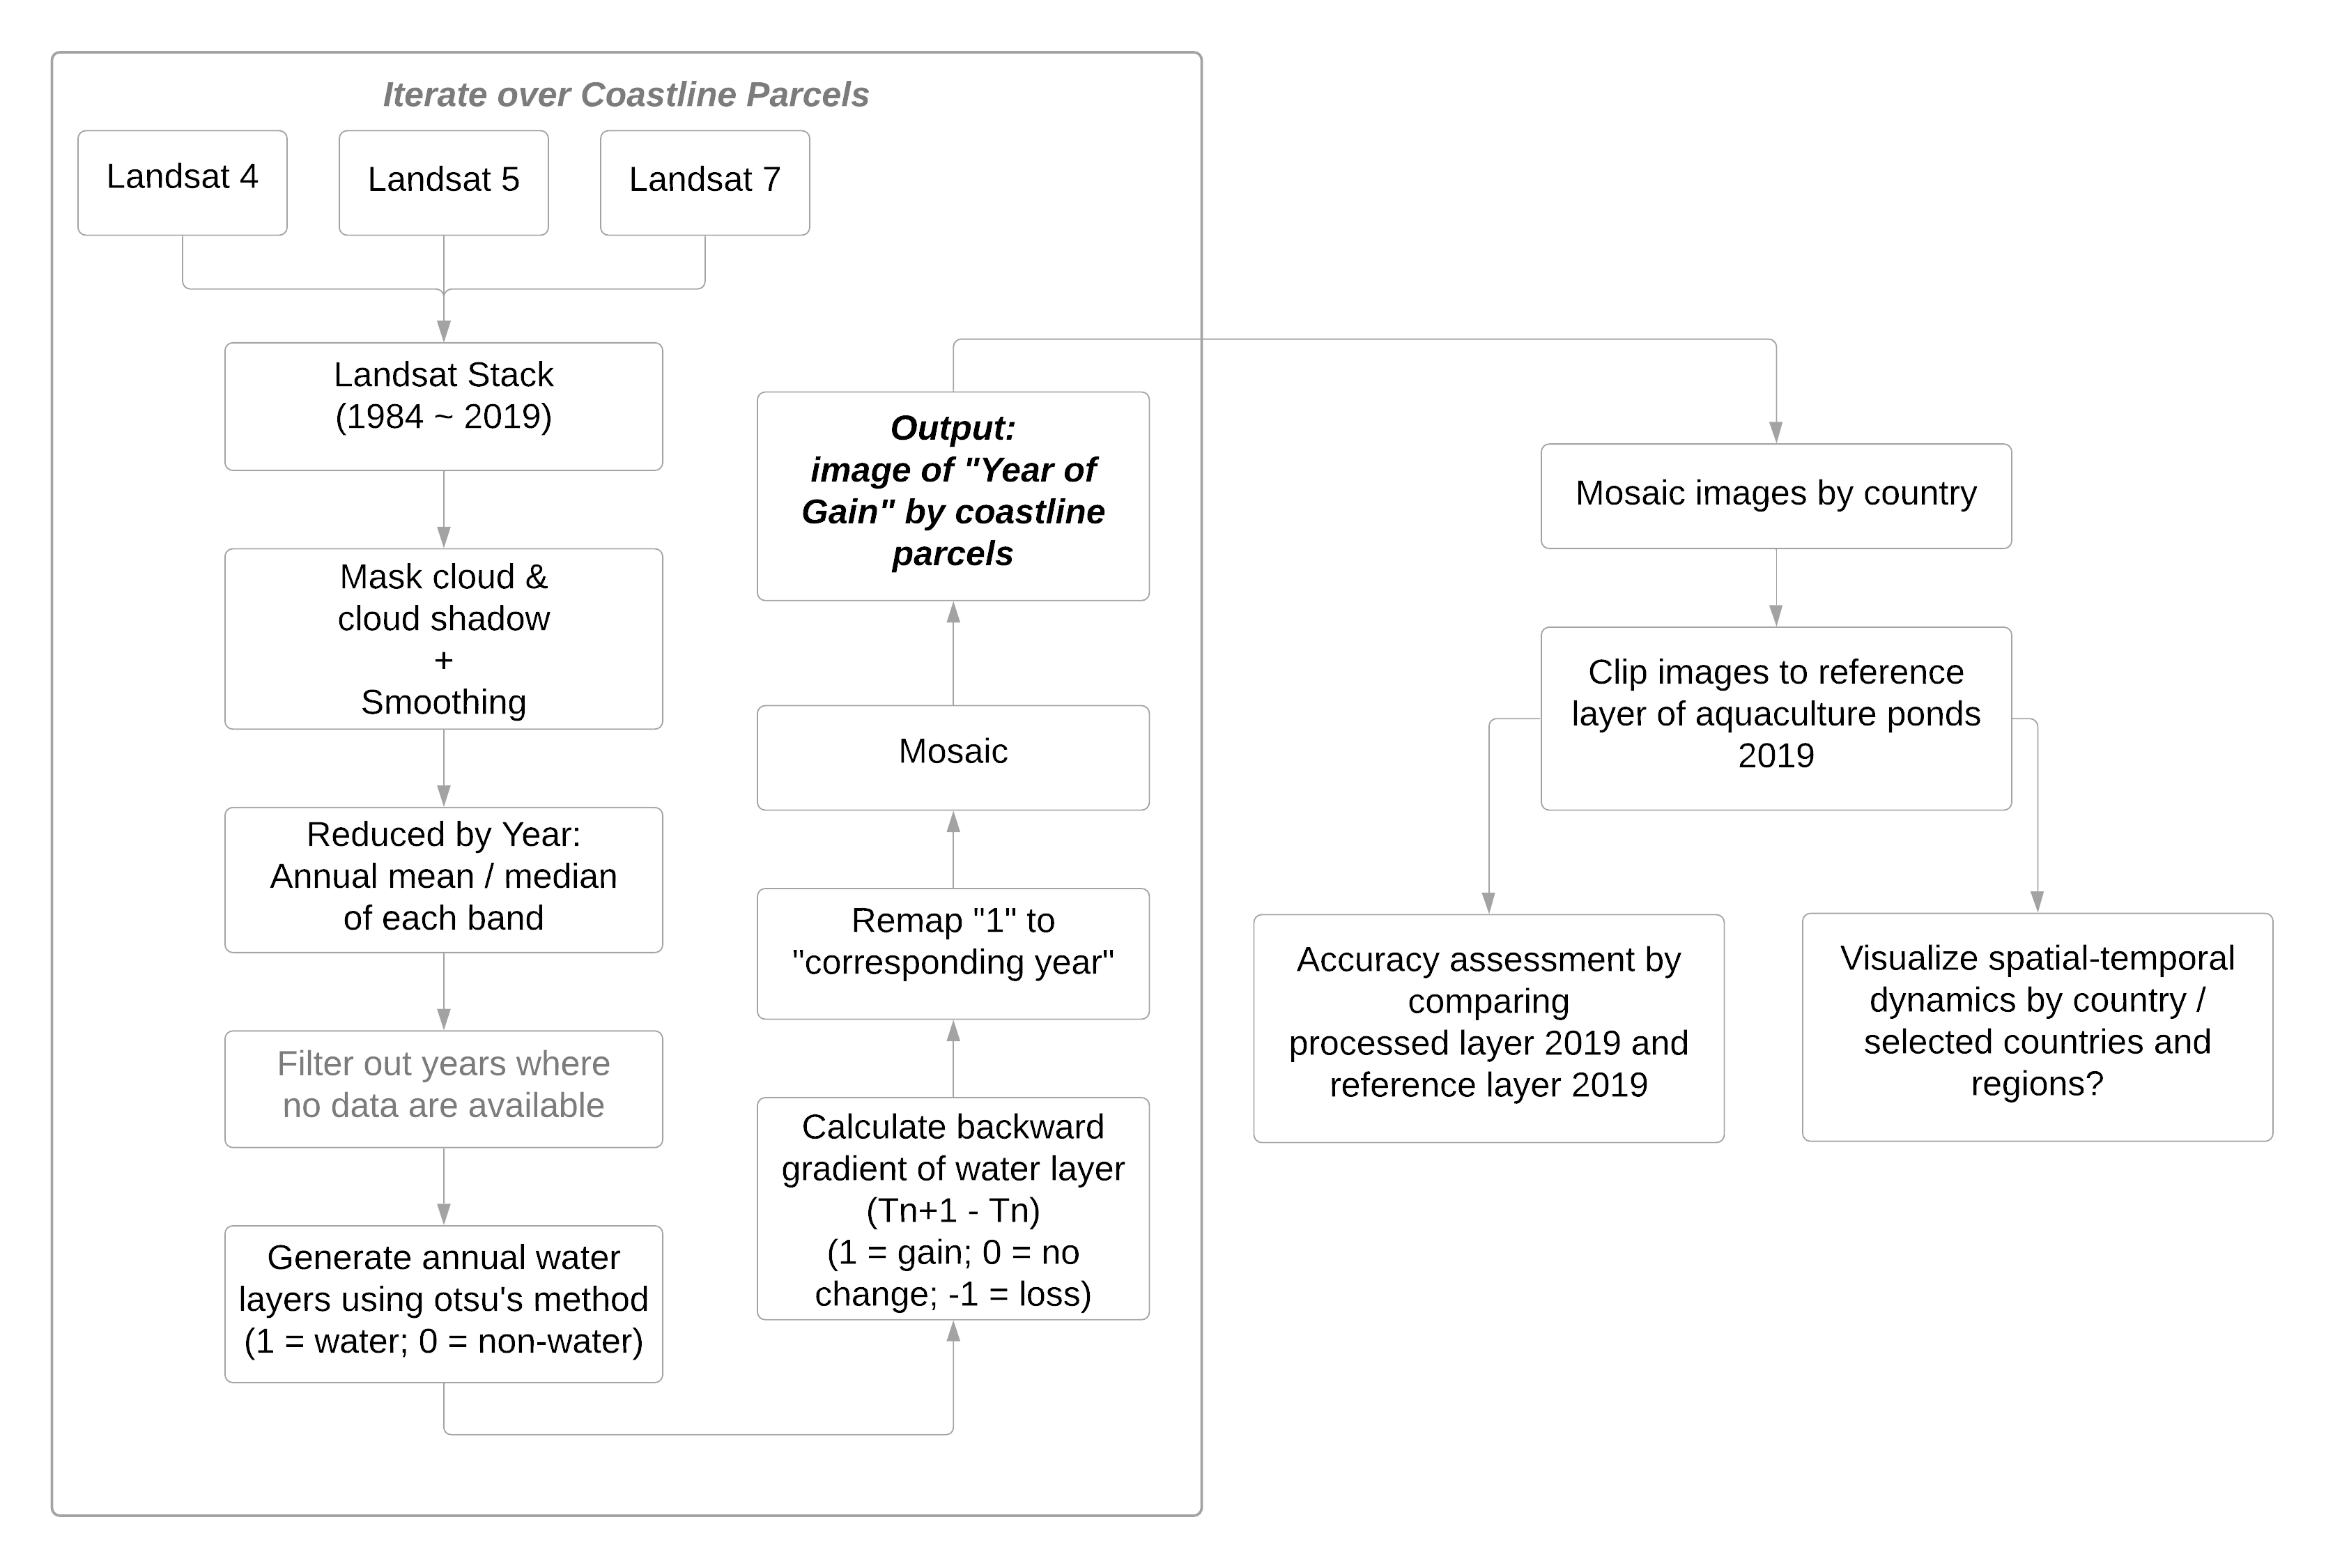 Iterate over Coastline Parcels
Landsat 4
Landsat 5
Landsat 7
Landsat Stack
(1984 ~ 2019)
Mask cloud &
cloud shadow
+
Smoothing
Reduced by Year:
Annual mean / median
of each band
Filter out years where
no data are available
Generate annual water
layers using otsu's method
(1 = water; 0 = non-water)
Calculate backward
gradient of water layer
(Tn+1 - Tn)
(1 = gain; 0 = no
change; -1 = loss)
Remap "1" to
"corresponding year"
Mosaic
Output:
image of "Year of
Gain" by coastline
parcels
Mosaic images by country
Clip images to reference
layer of aquaculture ponds
2019
Accuracy assessment by
comparing
processed layer 2019 and
reference layer 2019
Visualize spatial-temporal
dynamics by country /
selected countries and
regions?